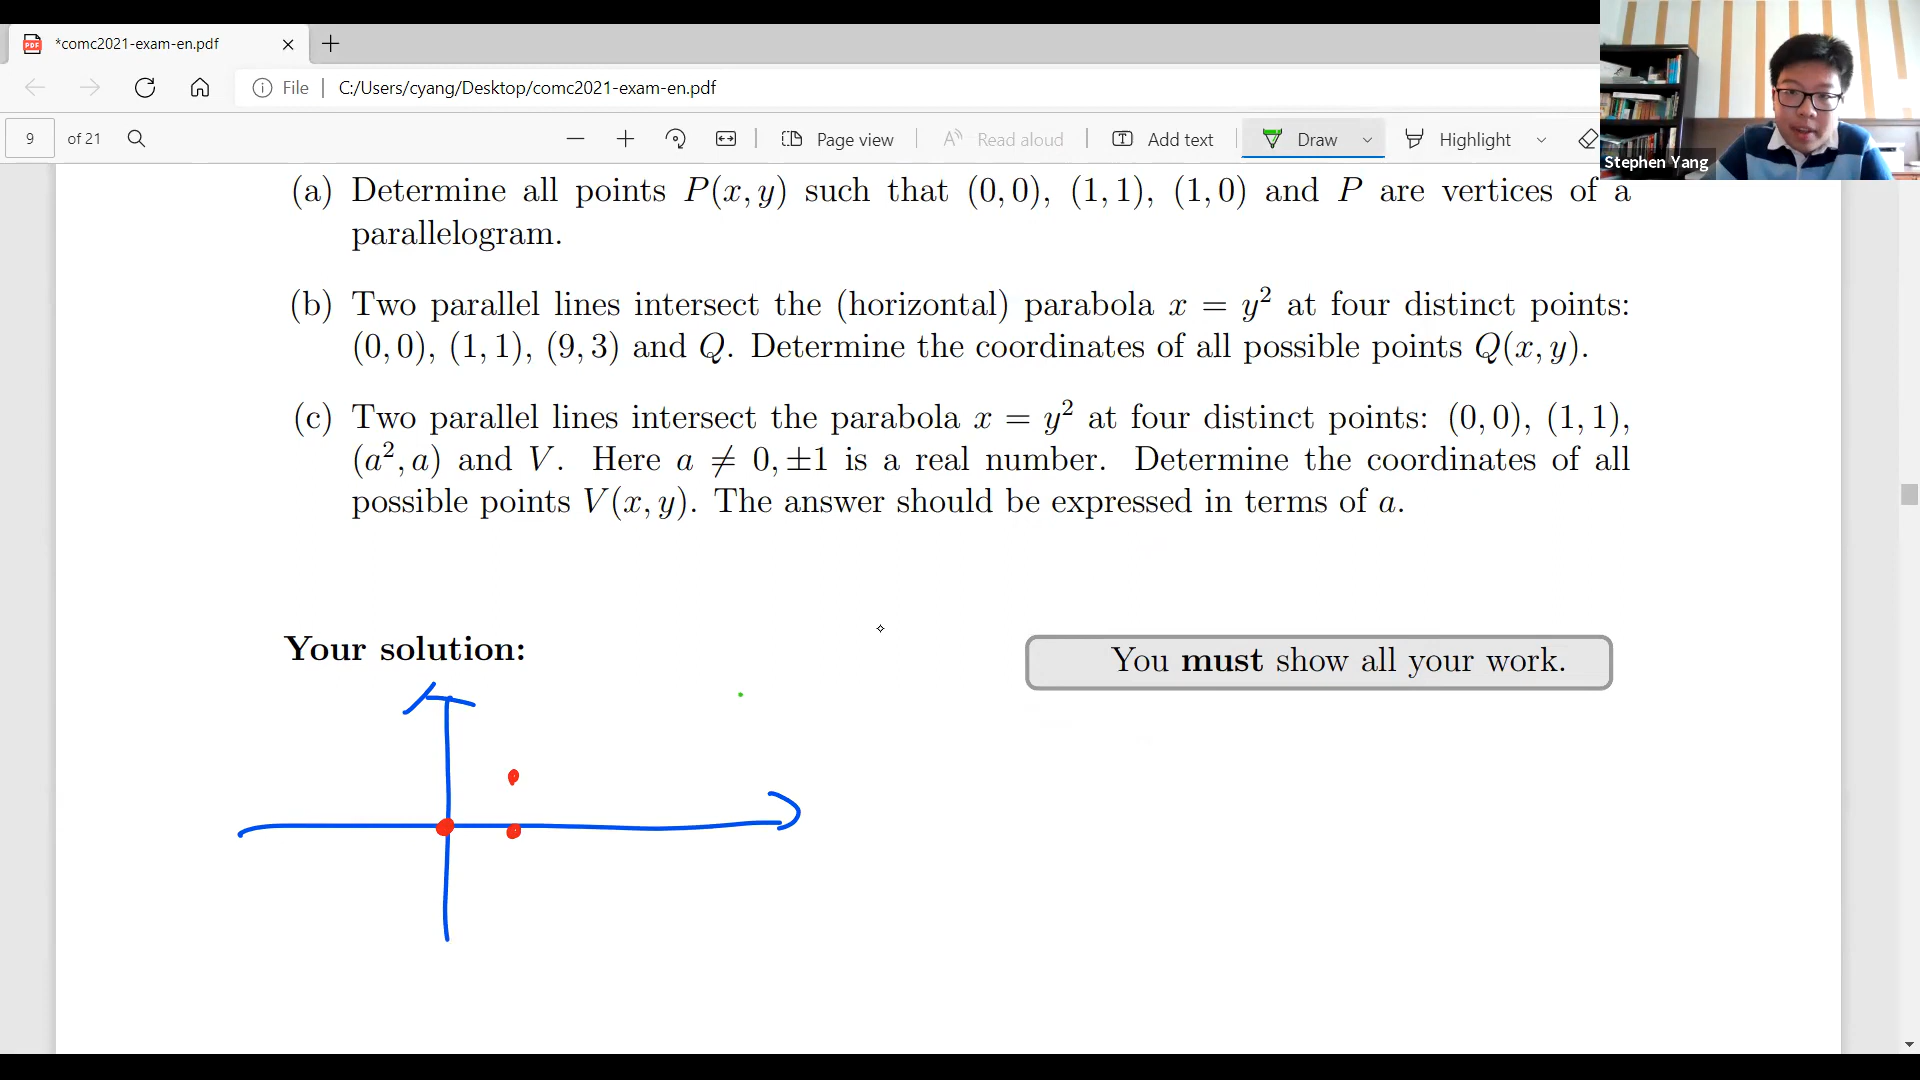 *comc2021-exam-en.pdf
File | C:/Users/cyang/Desktop/comc2021-exam-en.pdf
9 of 21 Page view Read aloud Add text Draw Highlight
Stephen Yang
(a) Determine all points P(x, y) such that (0, 0), (1, 1), (1, 0) and P are vertices of a
parallelogram.
(b) Two parallel lines intersect the (horizontal) parabola x = y² at four distinct points:
(0, 0), (1, 1), (9, 3) and Q. Determine the coordinates of all possible points Q(x, y).
(c) Two parallel lines intersect the parabola x = y² at four distinct points: (0, 0), (1, 1),
(a², a) and V. Here a ≠ 0, ±1 is a real number. Determine the coordinates of all
possible points V(x, y). The answer should be expressed in terms of a.
Your solution:
You must show all your work.